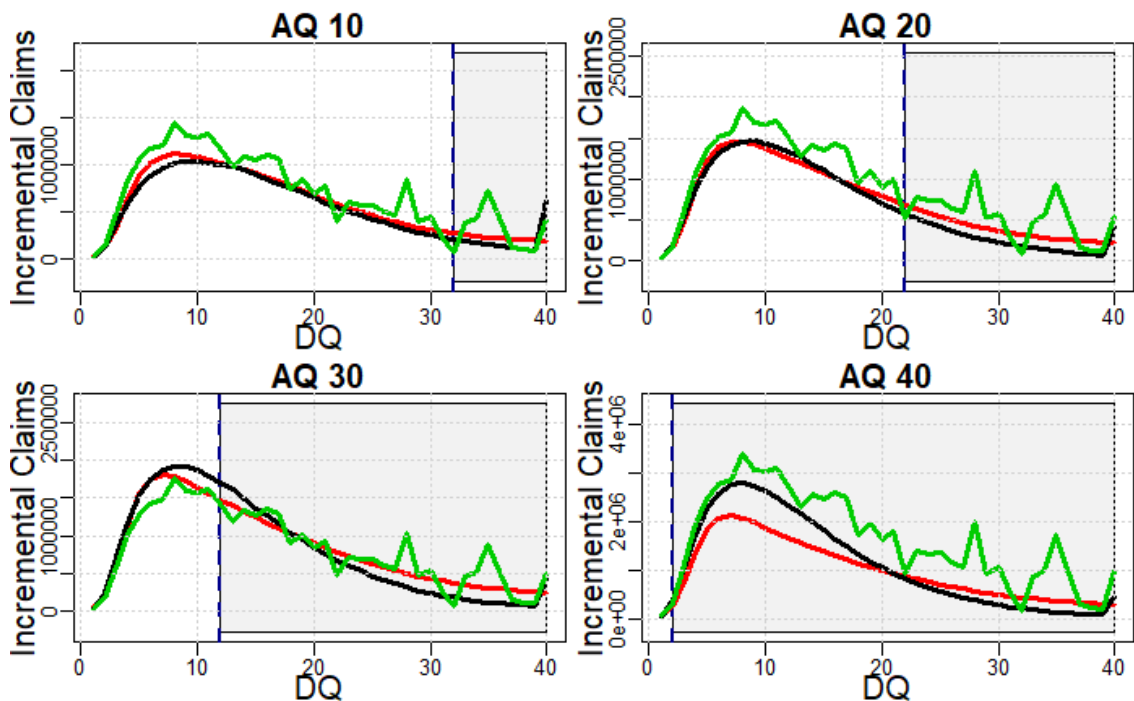 AQ 10
Incremental Claims
0
1000000
0 10 20 30 40
DQ
AQ 20
Incremental Claims
0
1000000
2500000
0 10 20 30 40
DQ
AQ 30
Incremental Claims
0
1000000
2500000
0 10 20 30 40
DQ
AQ 40
Incremental Claims
0e+00
2e+06
4e+06
0 10 20 30 40
DQ